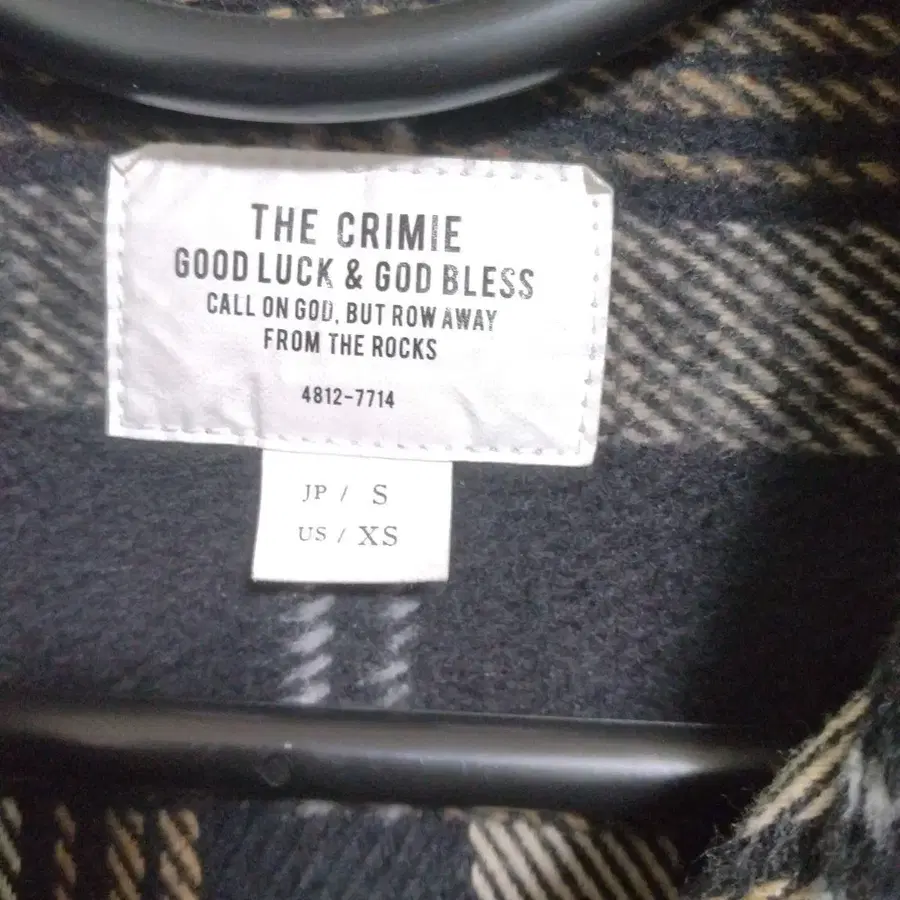 THE CRIMIE
GOOD LUCK & GOD BLESS
CALL ON GOD, BUT ROW AWAY
FROM THE ROCKS
4812-7714
JP / S
US / XS